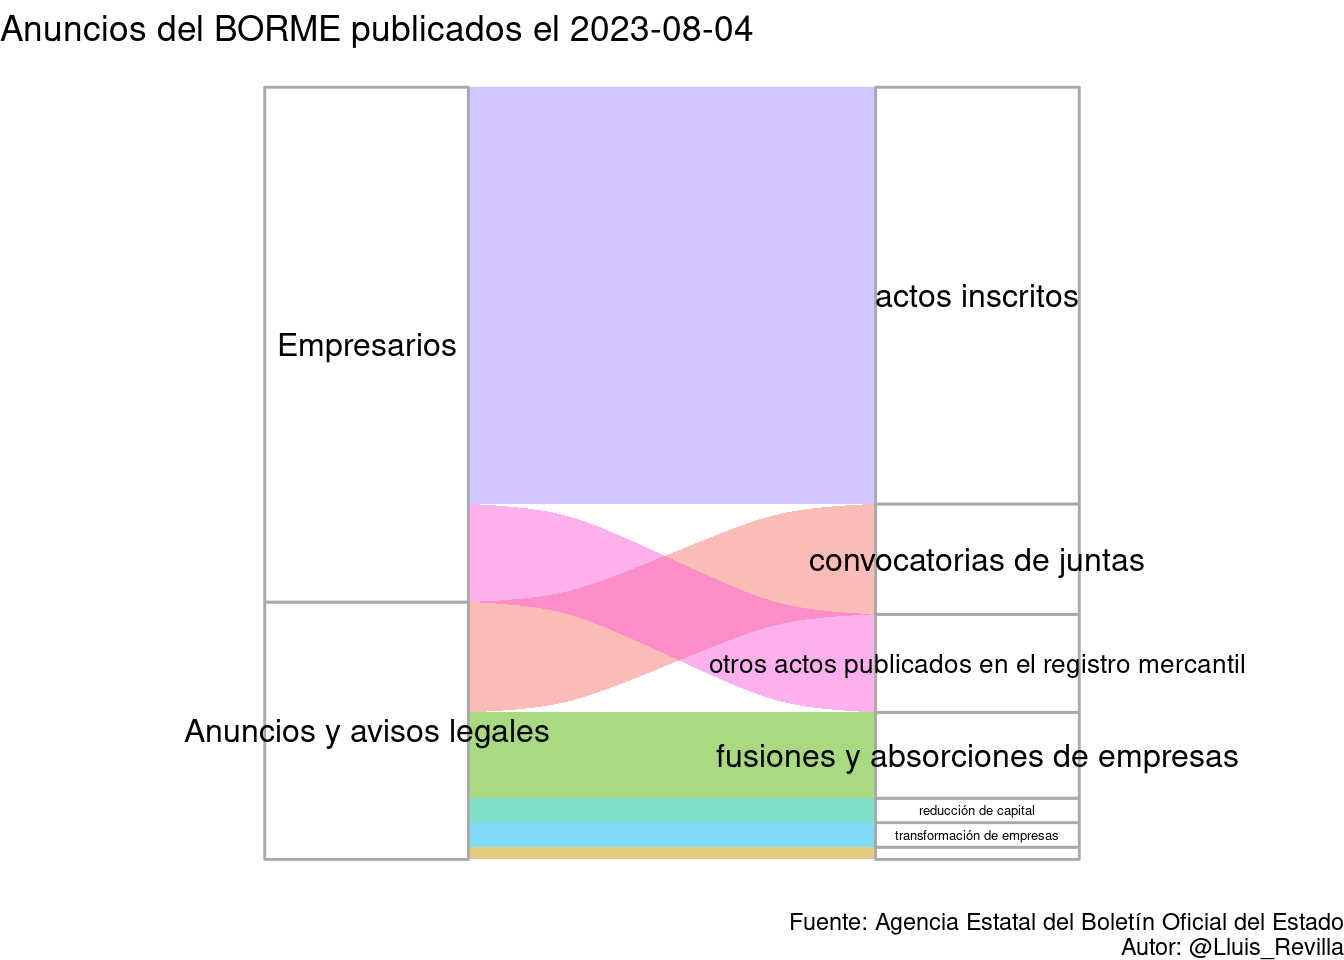 Anuncios del BORME publicados el 2023-08-04
actos inscritos
Empresarios
convocatorias de juntas
otros actos publicados en el registro mercantil
Anuncios y avisos legales
fusiones y absorciones de empresas
reducción de capital
transformación de empresas
Fuente: Agencia Estatal del Boletín Oficial del Estado
Autor: @Lluis_Revilla